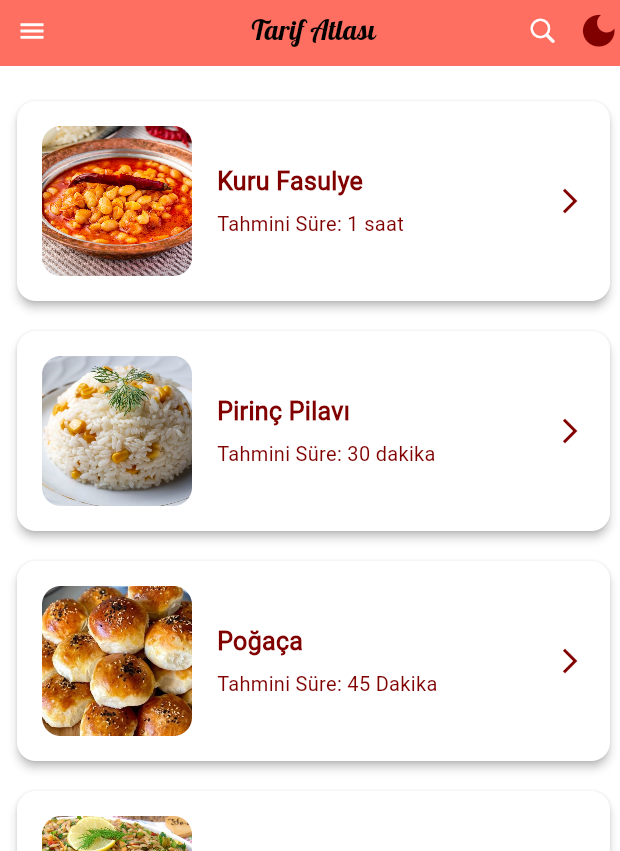 Tarif Atlası
Kuru Fasulye
Tahmini Süre: 1 saat
Pirinç Pilavı
Tahmini Süre: 30 dakika
Poğaça
Tahmini Süre: 45 Dakika